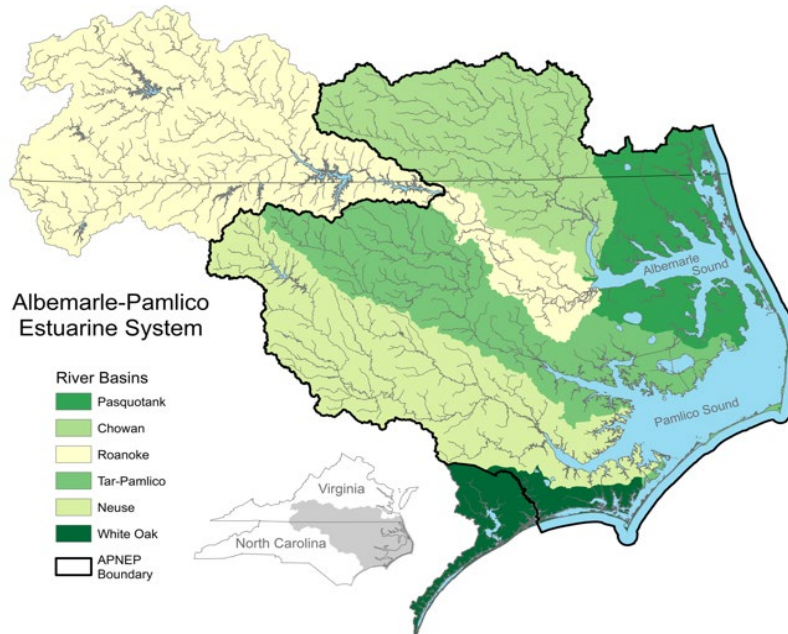 Albemarle-Pamlico
Estuarine System
River Basins
Pasquotank
Chowan
Roanoke
Tar-Pamlico
Neuse
White Oak
APNEP
Boundary
Virginia
North Carolina
Albemarle
Sound
Pamlico Sound